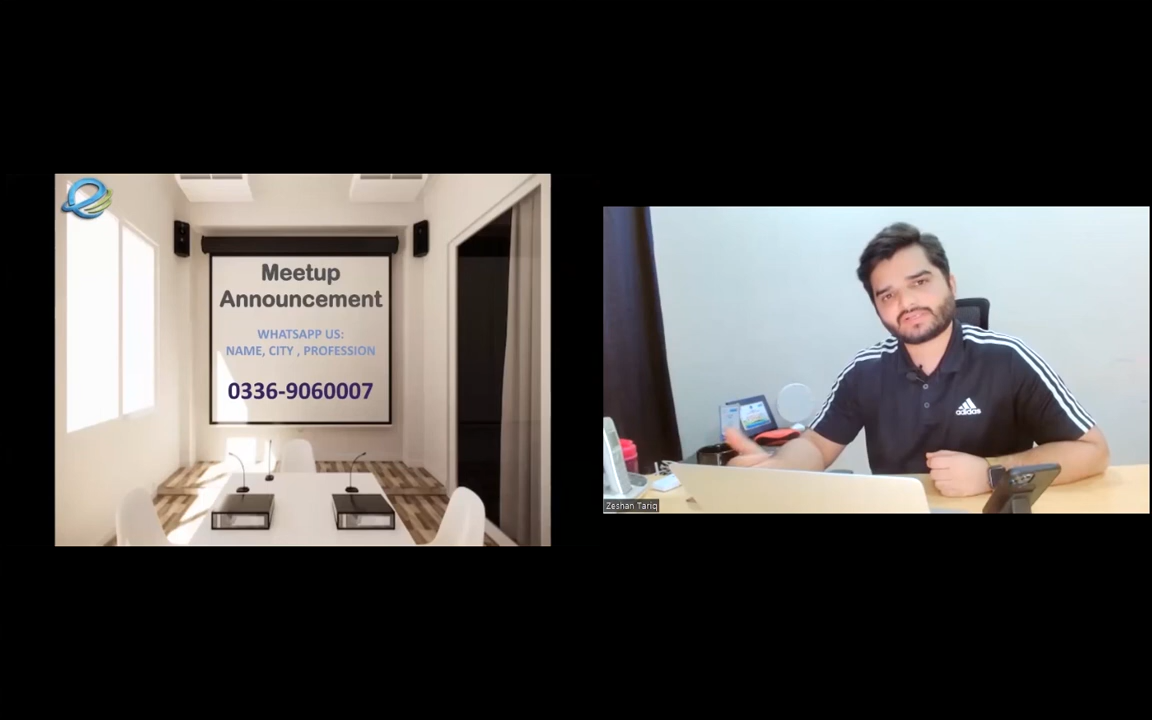 Meetup
Announcement
WHATSAPP US:
NAME, CITY , PROFESSION
0336-9060007
adidas
Zeshan Tariq